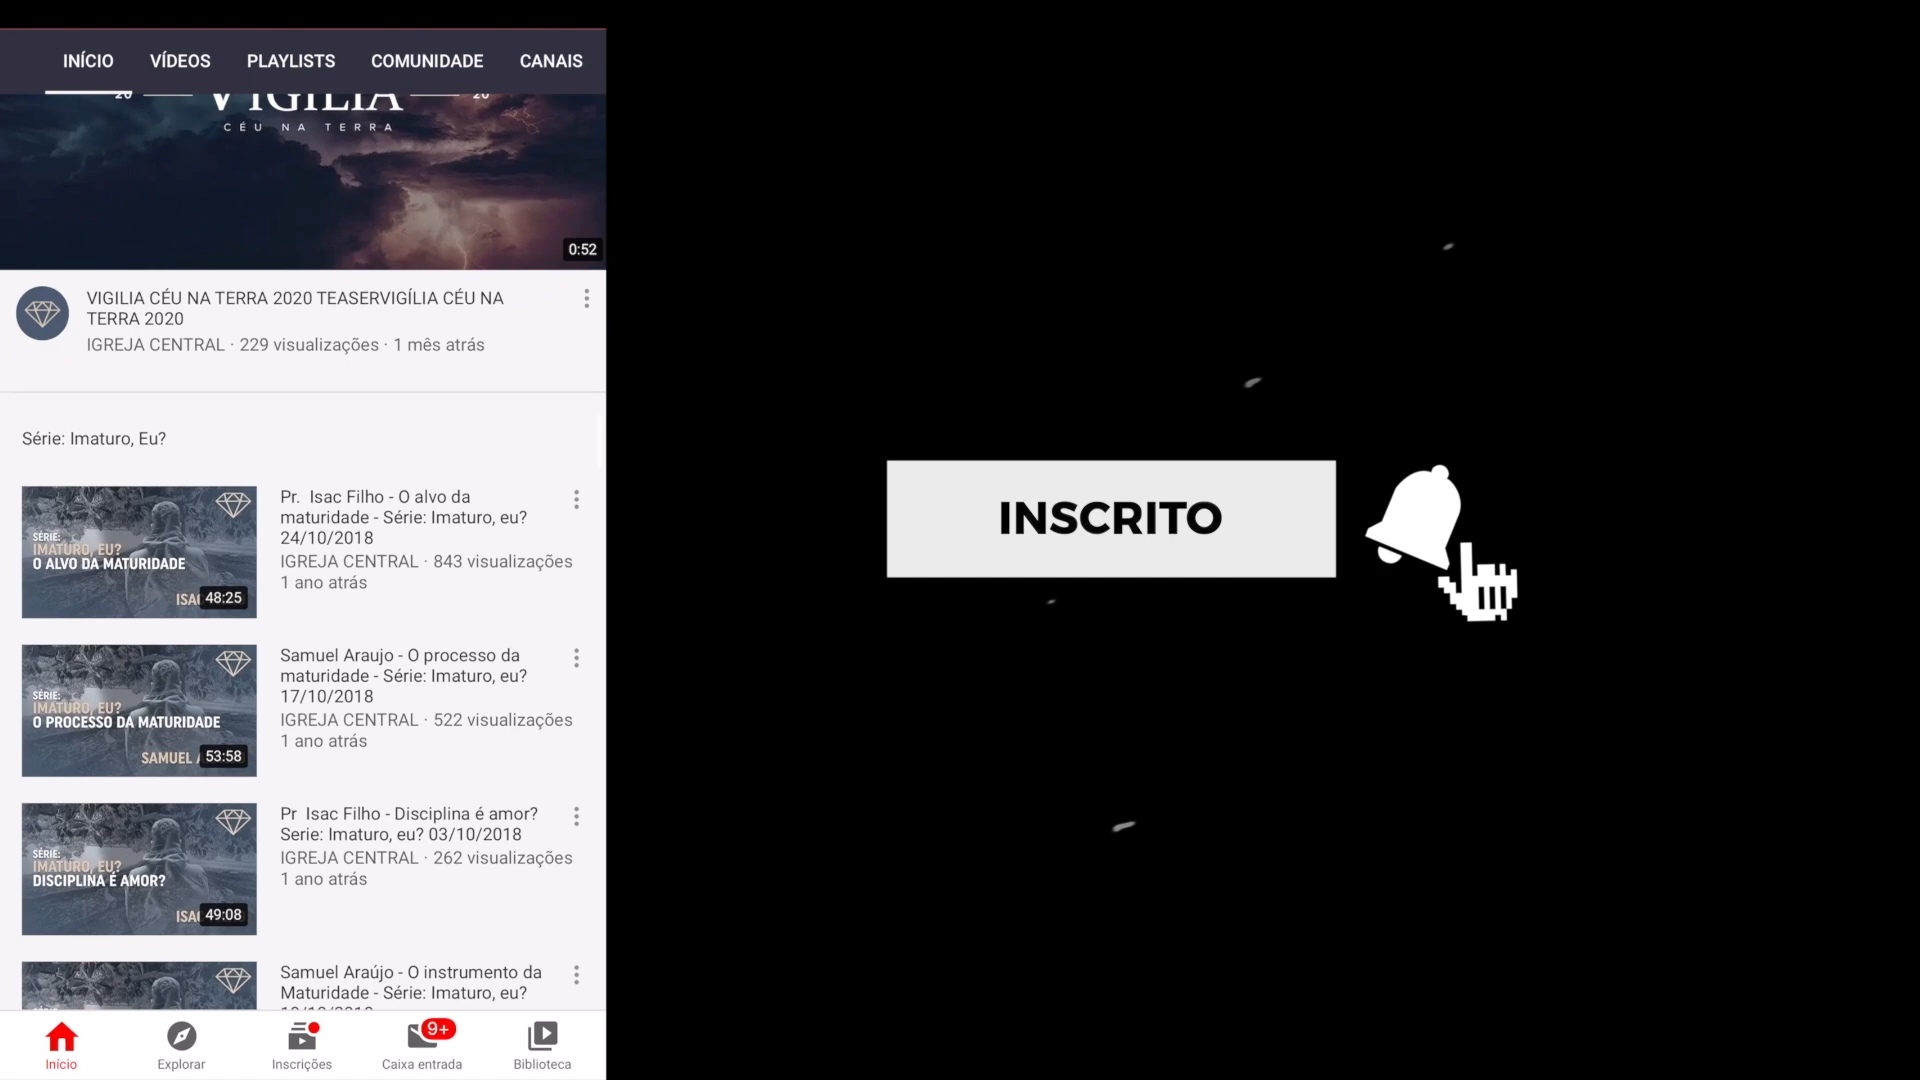 INÍCIO VÍDEOS PLAYLISTS COMUNIDADE CANAIS
20 VIGÍLIA 20
CÉU NA TERRA
0:52
VIGILIA CÉU NA TERRA 2020 TEASERVIGÍLIA CÉU NA
TERRA 2020
IGREJA CENTRAL · 229 visualizações · 1 mês atrás
Série: Imaturo, Eu?
SÉRIE:
IMATURO, EU?
O ALVO DA MATURIDADE
48:25
Pr.  Isac Filho - O alvo da
maturidade - Série: Imaturo, eu?
24/10/2018
IGREJA CENTRAL · 843 visualizações
1 ano atrás
SÉRIE:
IMATURO, EU?
O PROCESSO DA MATURIDADE
SAMUEL
53:58
Samuel Araujo - O processo da
maturidade - Série: Imaturo, eu?
17/10/2018
IGREJA CENTRAL · 522 visualizações
1 ano atrás
SÉRIE:
IMATURO, EU?
DISCIPLINA É AMOR?
49:08
Pr  Isac Filho - Disciplina é amor?
Serie: Imaturo, eu? 03/10/2018
IGREJA CENTRAL · 262 visualizações
1 ano atrás
Samuel Araújo - O instrumento da
Maturidade - Série: Imaturo, eu?
Início Explorar Inscrições 9+ Caixa entrada Biblioteca
INSCRITO